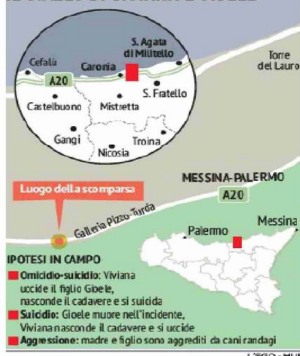 S. Agata
di Militello
Torre
del Lauro
Cefalù
Caronia
A20
S. Fratello
Castelbuono
Mistretta
Gangi
Troina
Nicosia
MESSINA-PALERMO
A20
Luogo della scomparsa
Galleria Pizzo-Turda
Messina
Palermo
IPOTESI IN CAMPO
Omicidio-suicidio: Viviana
uccide il figlio Gioele,
nasconde il cadavere e si suicida
Suicidio: Gioele muore nell'incidente,
Viviana nasconde il cadavere e si uccide
Aggressione: madre e figlio sono aggrediti da cani randagi